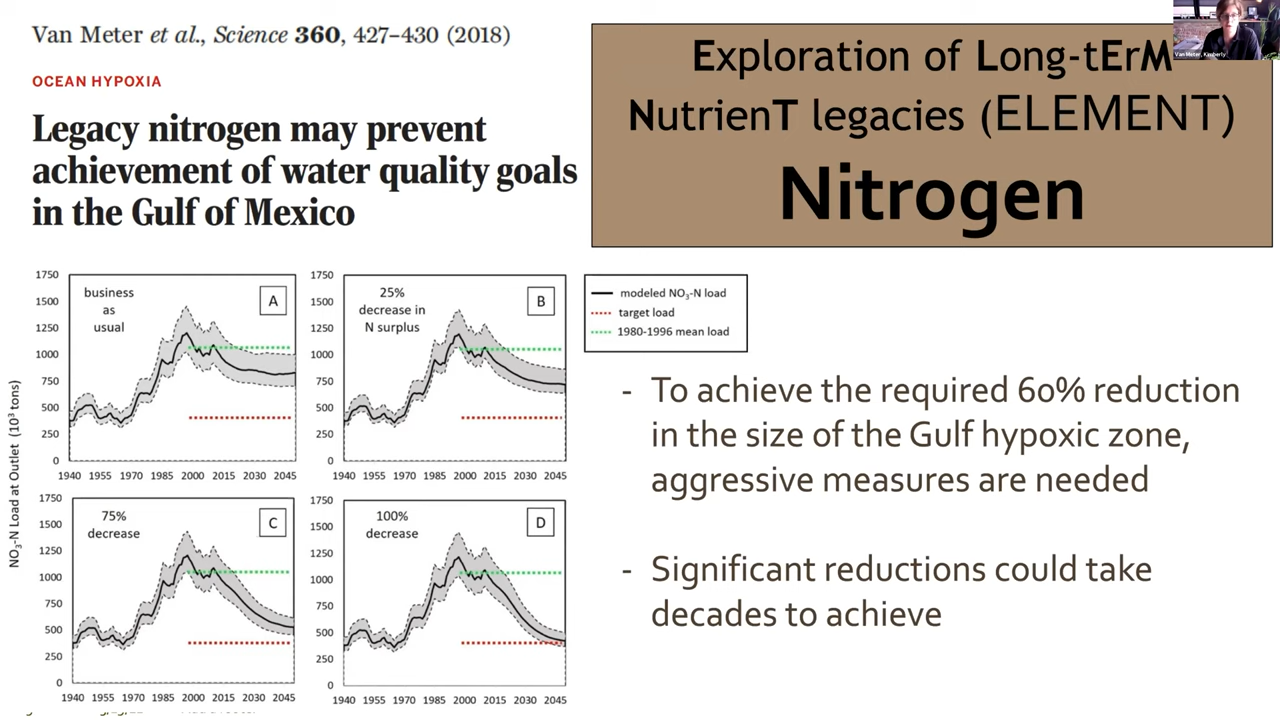 Van Meter et al., Science 360, 427–430 (2018)
OCEAN HYPOXIA
Legacy nitrogen may prevent
achievement of water quality goals
in the Gulf of Mexico
Exploration of Long-tErM
NutrienT legacies (ELEMENT)
Nitrogen
Van Meter, Kimberly
NO3-N Load at Outlet (10³ tons)
1750
1500
1250
1000
750
500
250
0
business
as
usual
A
1940 1955 1970 1985 2000 2015 2030 2045
1750
1500
1250
1000
750
500
250
0
25%
decrease in
N surplus
B
1940 1955 1970 1985 2000 2015 2030 2045
modeled NO3-N load
target load
1980-1996 mean load
1750
1500
1250
1000
750
500
250
0
75%
decrease
C
1940 1955 1970 1985 2000 2015 2030 2045
1750
1500
1250
1000
750
500
250
0
100%
decrease
D
1940 1955 1970 1985 2000 2015 2030 2045
- To achieve the required 60% reduction
in the size of the Gulf hypoxic zone,
aggressive measures are needed
- Significant reductions could take
decades to achieve